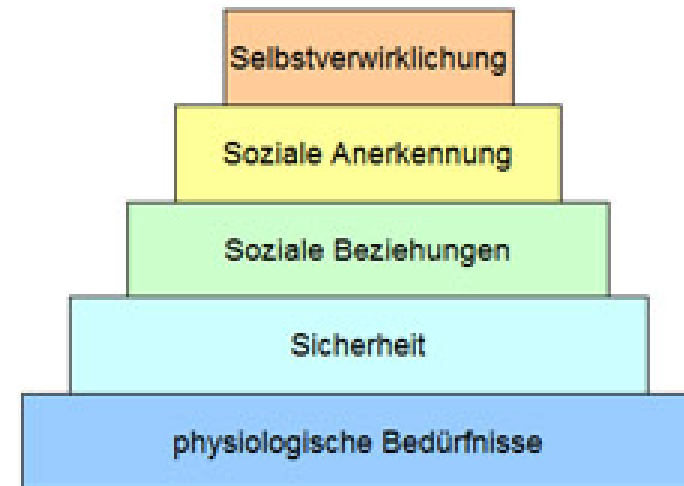 Selbstverwirklichung
Soziale Anerkennung
Soziale Beziehungen
Sicherheit
physiologische Bedürfnisse